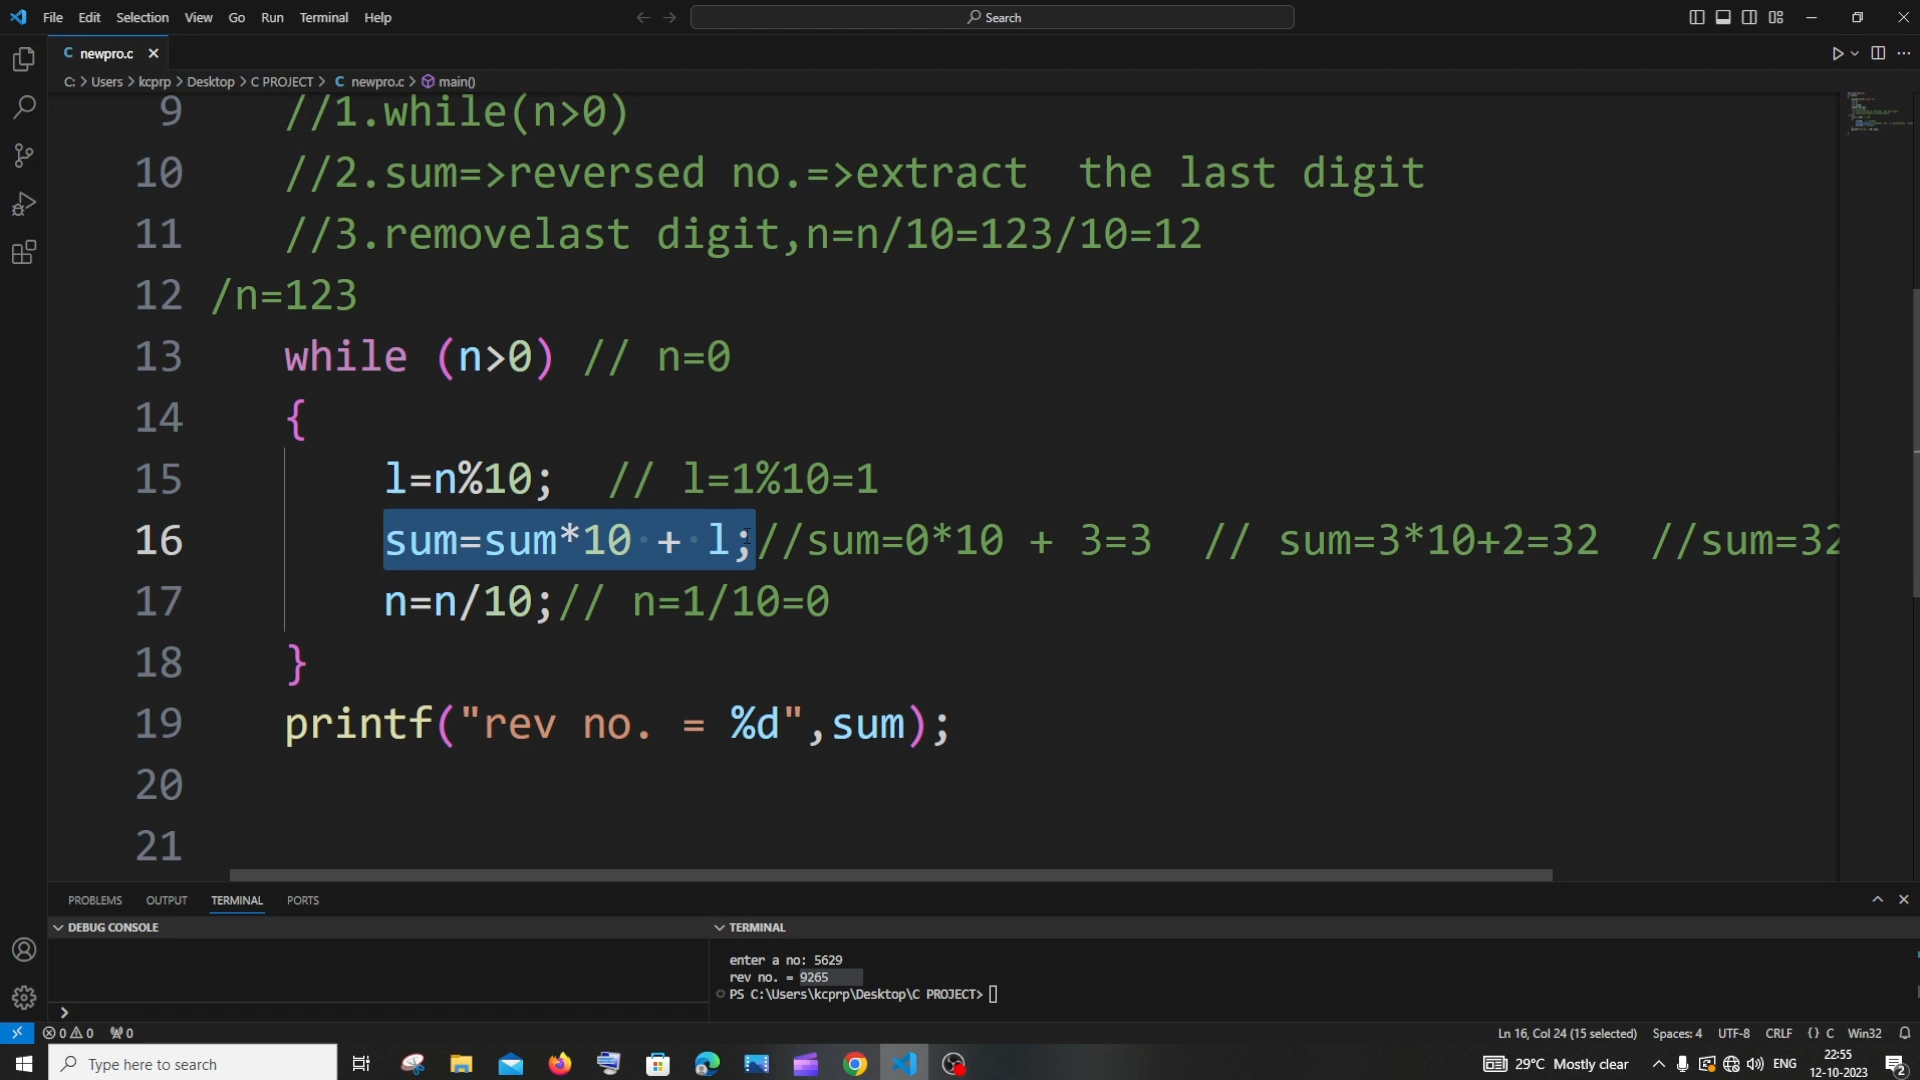 File Edit Selection View Go Run Terminal Help
Search
C newpro.c
C: > Users > kcprp > Desktop > C PROJECT > C newpro.c > main()
9 //1.while(n>0)
10 //2.sum=>reversed no.=>extract  the last digit
11 //3.removelast digit,n=n/10=123/10=12
12 /n=123
13 while (n>0) // n=0
14 {
15 l=n%10;  // l=1%10=1
16 sum=sum*10 + l;//sum=0*10 + 3=3  // sum=3*10+2=32  //sum=32
17 n=n/10;// n=1/10=0
18 }
19 printf("rev no. = %d",sum);
20
21
PROBLEMS OUTPUT TERMINAL PORTS
DEBUG CONSOLE
TERMINAL
enter a no: 5629
rev no. = 9265
PS C:\Users\kcprp\Desktop\C PROJECT>
0 0 0
Ln 16, Col 24 (15 selected) Spaces: 4 UTF-8 CRLF {} C Win32
Type here to search
29°C Mostly clear
ENG
22:55
12-10-2023
2